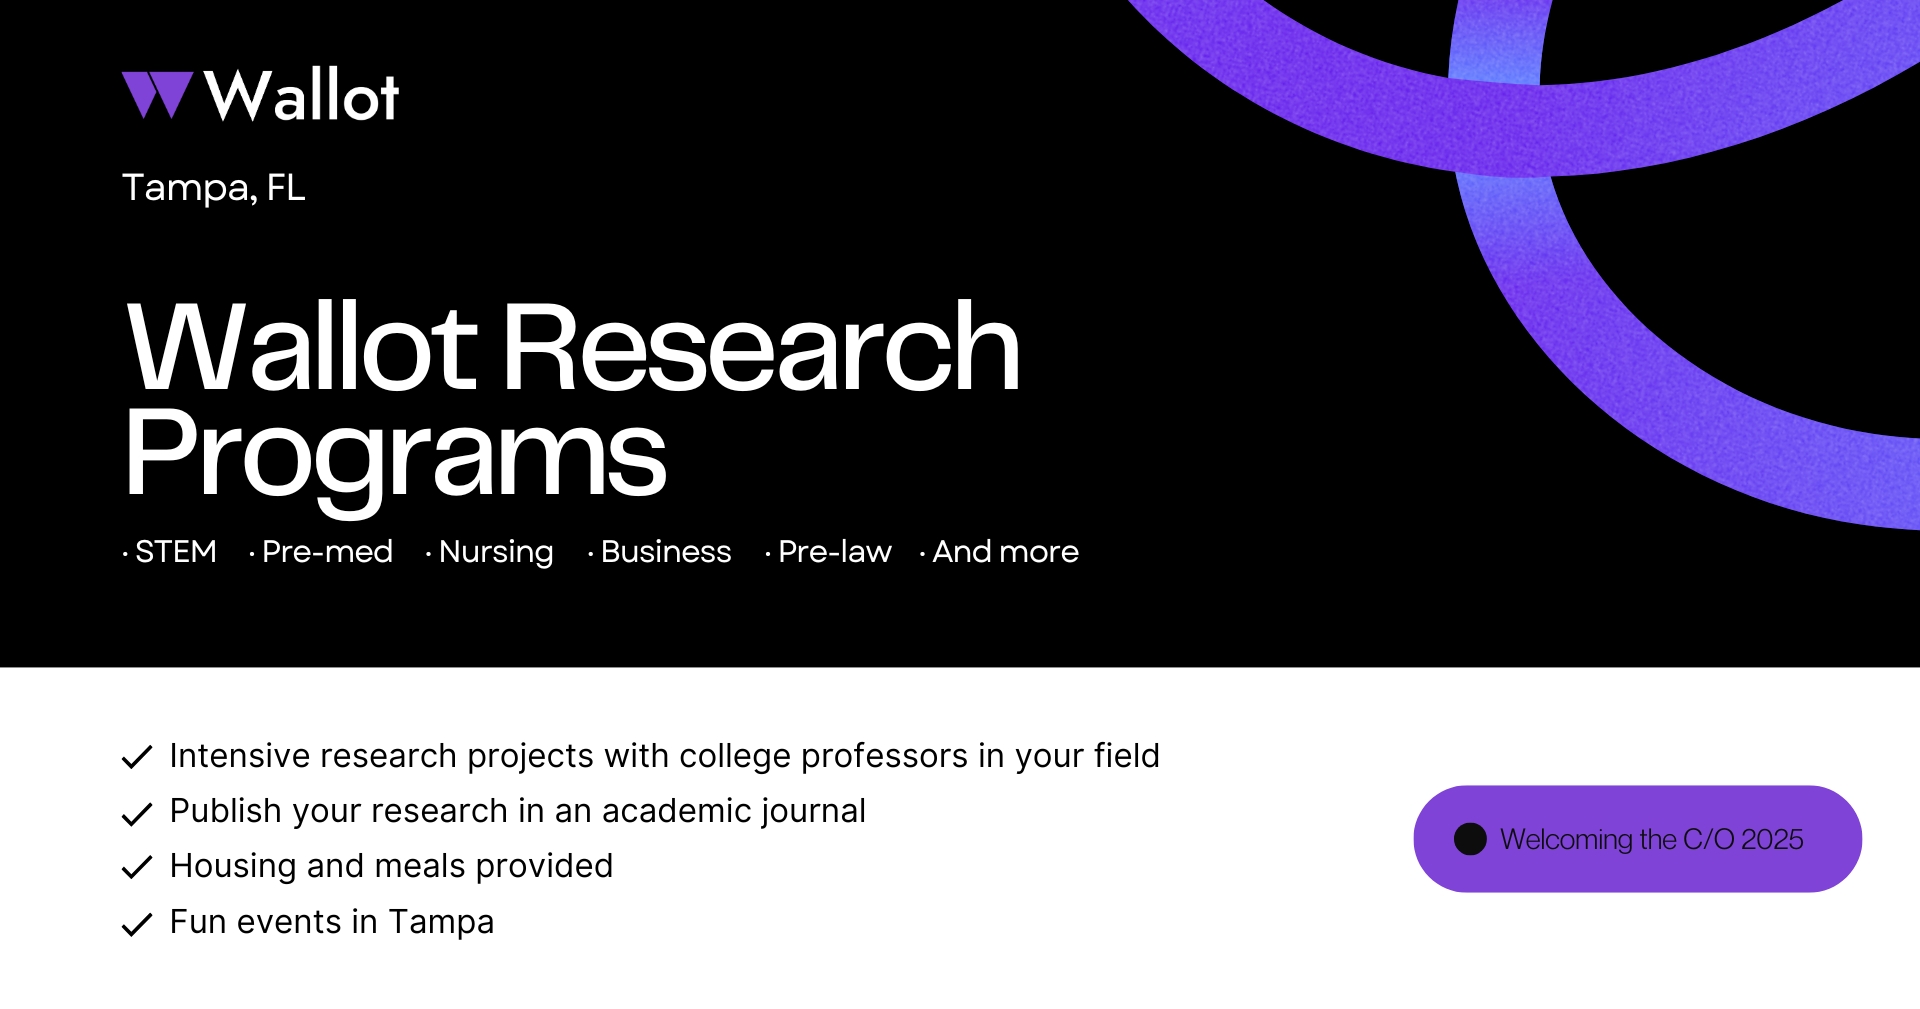 Wallot
Tampa, FL
Wallot Research
Programs
· STEM · Pre-med · Nursing · Business · Pre-law · And more
Intensive research projects with college professors in your field
Publish your research in an academic journal
Housing and meals provided
Fun events in Tampa
Welcoming the C/O 2025